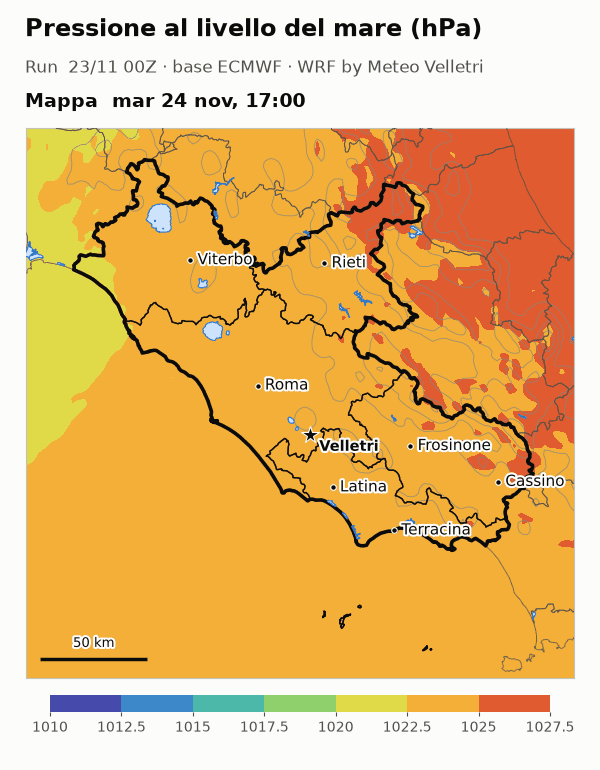 Pressione al livello del mare (hPa)
Run  23/11 00Z · base ECMWF · WRF by Meteo Velletri
Mappa  mar 24 nov, 17:00
Viterbo
Rieti
Roma
Velletri
Frosinone
Cassino
Latina
Terracina
50 km
1010 1012.5 1015 1017.5 1020 1022.5 1025 1027.5